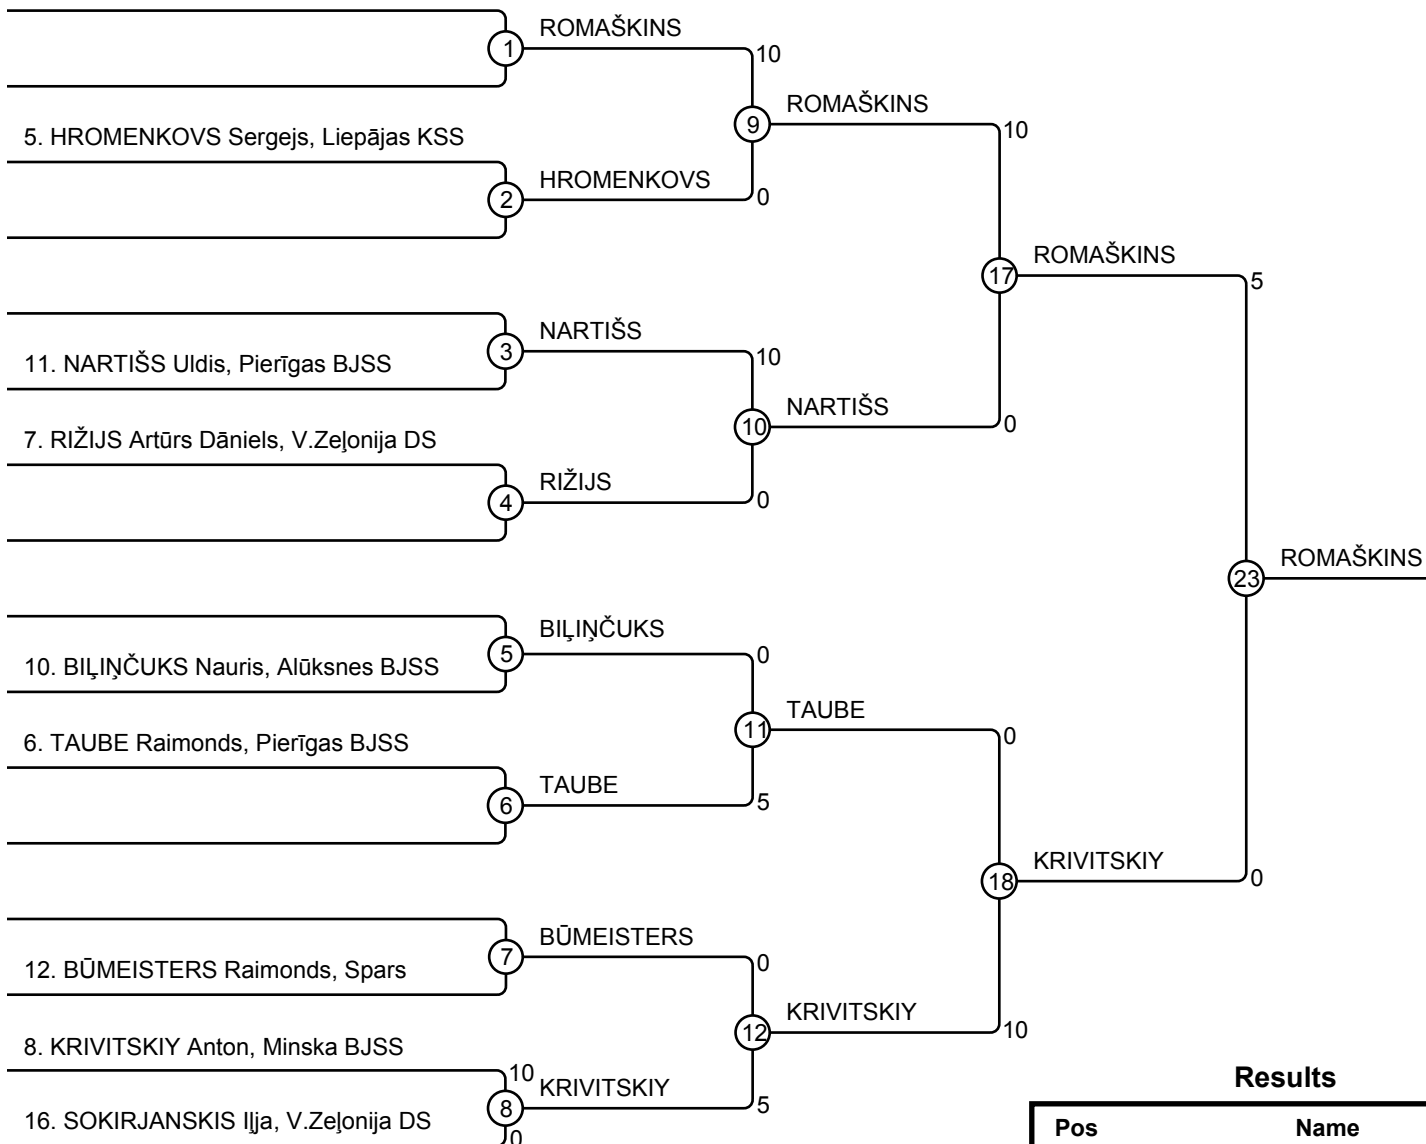 ROMAŠKINS
1
10
ROMAŠKINS
9
10
5. HROMENKOVS Sergejs, Liepājas KSS
HROMENKOVS
2
0
ROMAŠKINS
17
5
NARTIŠS
3
10
11. NARTIŠS Uldis, Pierīgas BJSS
NARTIŠS
10
0
7. RIŽIJS Artūrs Dāniels, V.Zeļonija DS
RIŽIJS
4
0
ROMAŠKINS
23
BIĻIŅČUKS
5
0
10. BIĻIŅČUKS Nauris, Alūksnes BJSS
TAUBE
11
0
6. TAUBE Raimonds, Pierīgas BJSS
TAUBE
6
5
KRIVITSKIY
18
0
BŪMEISTERS
7
0
12. BŪMEISTERS Raimonds, Spars
KRIVITSKIY
12
10
8. KRIVITSKIY Anton, Minska BJSS
10
KRIVITSKIY
8
5
16. SOKIRJANSKIS Iļja, V.Zeļonija DS
0
Results
Pos Name